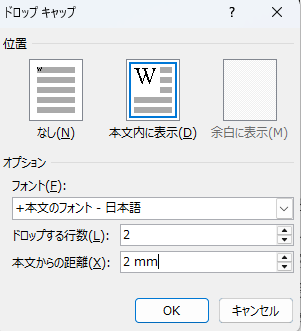 ドロップ キャップ ? ×
位置
W W
なし(N) 本文内に表示(D) 余白に表示(M)
オプション
フォント(F):
+本文のフォント - 日本語
ドロップする行数(L): 2
本文からの距離(X): 2 mm
OK キャンセル